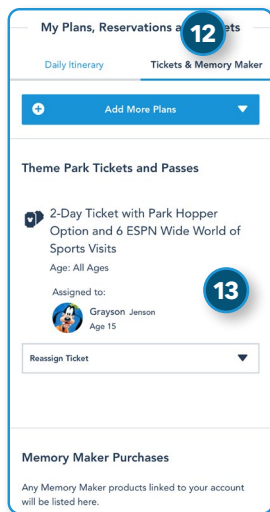 My Plans, Reservations a
12
Daily Itinerary
Tickets & Memory Maker
Add More Plans
Theme Park Tickets and Passes
2-Day Ticket with Park Hopper
Option and 6 ESPN Wide World of
Sports Visits
Age: All Ages
Assigned to:
Grayson Jenson
Age 15
13
Reassign Ticket
Memory Maker Purchases
Any Memory Maker products linked to your account
will be listed here.